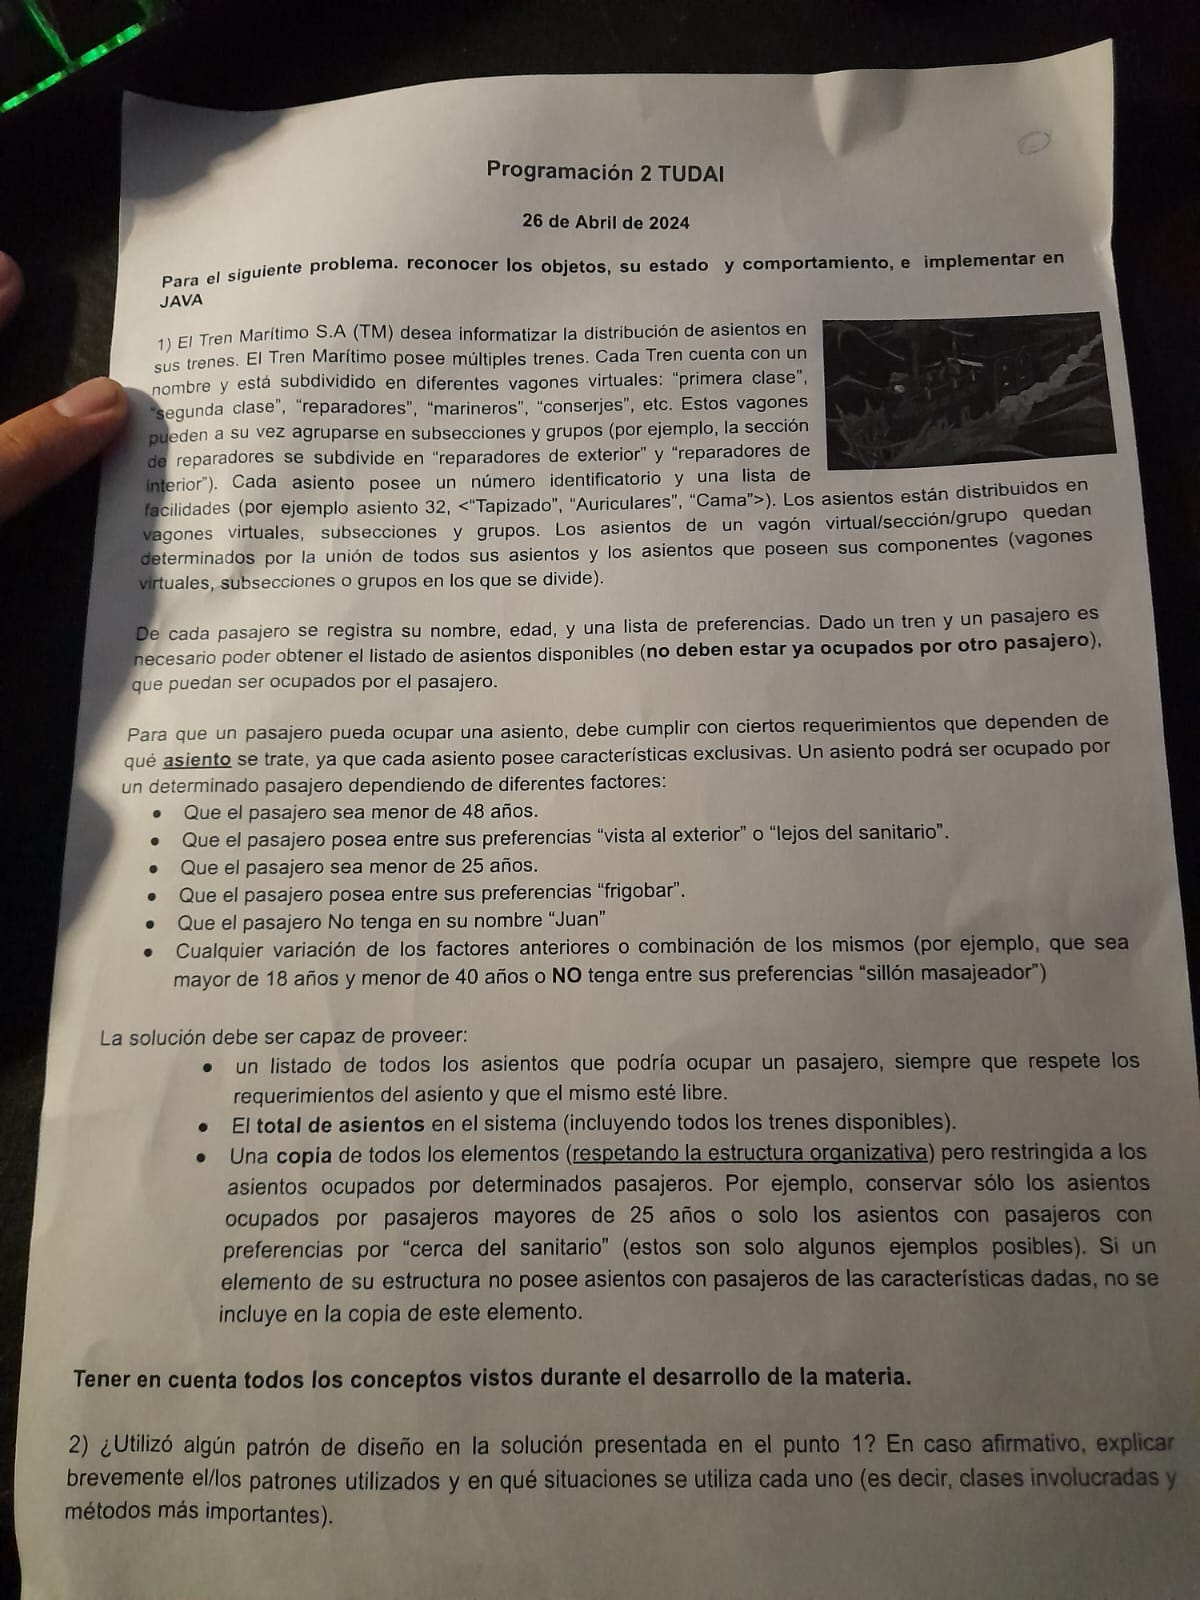 Programación 2 TUDAI
26 de Abril de 2024
Para el siguiente problema. reconocer los objetos, su estado y comportamiento, e implementar en
JAVA
1) El Tren Marítimo S.A (TM) desea informatizar la distribución de asientos en
sus trenes. El Tren Marítimo posee múltiples trenes. Cada Tren cuenta con un
nombre y está subdividido en diferentes vagones virtuales: “primera clase”,
“segunda clase”, “reparadores”, “marineros”, “conserjes”, etc. Estos vagones
pueden a su vez agruparse en subsecciones y grupos (por ejemplo, la sección
de reparadores se subdivide en “reparadores de exterior” y “reparadores de
interior”). Cada asiento posee un número identificatorio y una lista de
facilidades (por ejemplo asiento 32, <“Tapizado”, “Auriculares”, “Cama”>). Los asientos están distribuidos en
vagones virtuales, subsecciones y grupos. Los asientos de un vagón virtual/sección/grupo quedan
determinados por la unión de todos sus asientos y los asientos que poseen sus componentes (vagones
virtuales, subsecciones o grupos en los que se divide).
De cada pasajero se registra su nombre, edad, y una lista de preferencias. Dado un tren y un pasajero es
necesario poder obtener el listado de asientos disponibles (no deben estar ya ocupados por otro pasajero),
que puedan ser ocupados por el pasajero.
Para que un pasajero pueda ocupar una asiento, debe cumplir con ciertos requerimientos que dependen de
qué asiento se trate, ya que cada asiento posee características exclusivas. Un asiento podrá ser ocupado por
un determinado pasajero dependiendo de diferentes factores:
• Que el pasajero sea menor de 48 años.
• Que el pasajero posea entre sus preferencias “vista al exterior” o “lejos del sanitario”.
• Que el pasajero sea menor de 25 años.
• Que el pasajero posea entre sus preferencias “frigobar”.
• Que el pasajero No tenga en su nombre “Juan”
• Cualquier variación de los factores anteriores o combinación de los mismos (por ejemplo, que sea
mayor de 18 años y menor de 40 años o NO tenga entre sus preferencias “sillón masajeador”)
La solución debe ser capaz de proveer:
• un listado de todos los asientos que podría ocupar un pasajero, siempre que respete los
requerimientos del asiento y que el mismo esté libre.
• El total de asientos en el sistema (incluyendo todos los trenes disponibles).
• Una copia de todos los elementos (respetando la estructura organizativa) pero restringida a los
asientos ocupados por determinados pasajeros. Por ejemplo, conservar sólo los asientos
ocupados por pasajeros mayores de 25 años o solo los asientos con pasajeros con
preferencias por “cerca del sanitario” (estos son solo algunos ejemplos posibles). Si un
elemento de su estructura no posee asientos con pasajeros de las características dadas, no se
incluye en la copia de este elemento.
Tener en cuenta todos los conceptos vistos durante el desarrollo de la materia.
2) ¿Utilizó algún patrón de diseño en la solución presentada en el punto 1? En caso afirmativo, explicar
brevemente el/los patrones utilizados y en qué situaciones se utiliza cada uno (es decir, clases involucradas y
métodos más importantes).